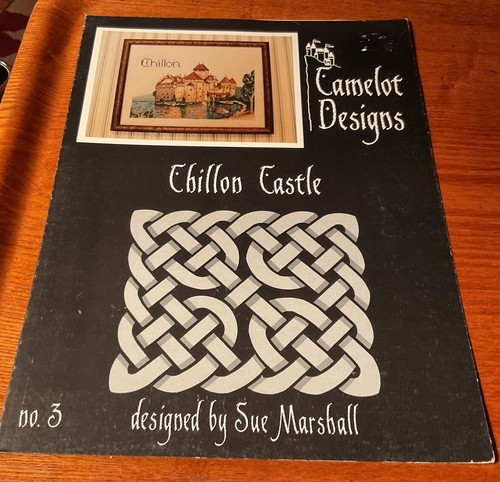 Chillon
Camelot
Designs
Chillon Castle
no. 3
designed by Sue Marshall